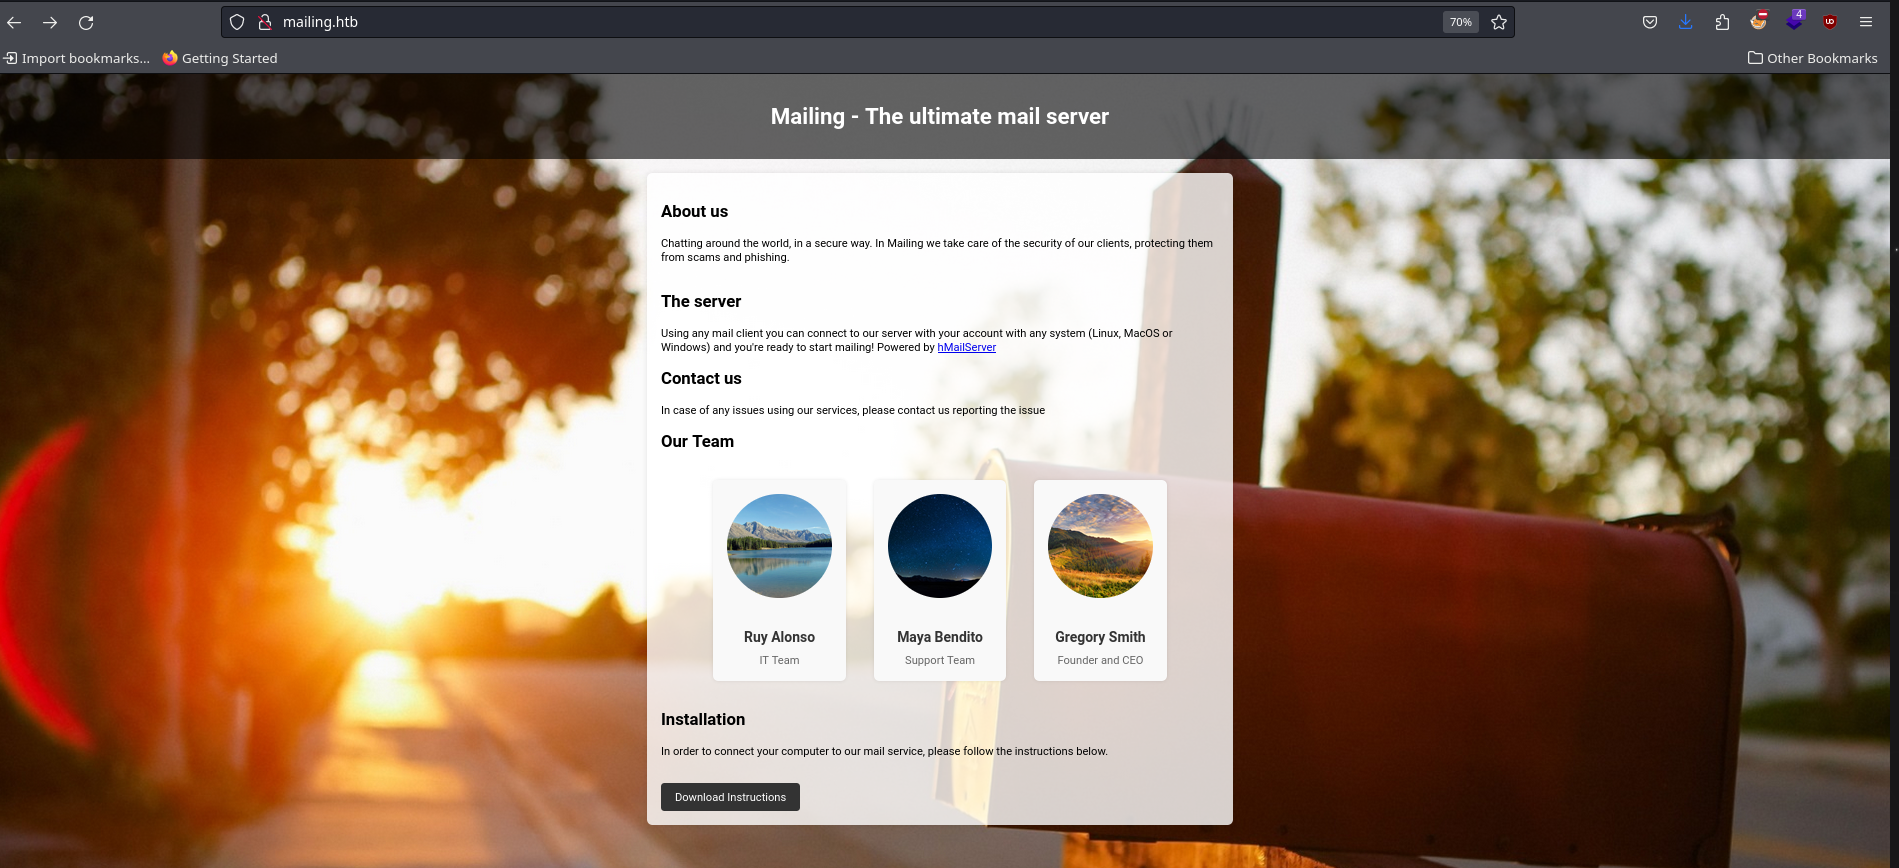 mailing.htb
70%
4
Import bookmarks...
Getting Started
Other Bookmarks
Mailing - The ultimate mail server
About us
Chatting around the world, in a secure way. In Mailing we take care of the security of our clients, protecting them
from scams and phishing.
The server
Using any mail client you can connect to our server with your account with any system (Linux, MacOS or
Windows) and you're ready to start mailing! Powered by hMailServer
Contact us
In case of any issues using our services, please contact us reporting the issue
Our Team
Ruy Alonso
IT Team
Maya Bendito
Support Team
Gregory Smith
Founder and CEO
Installation
In order to connect your computer to our mail service, please follow the instructions below.
Download Instructions